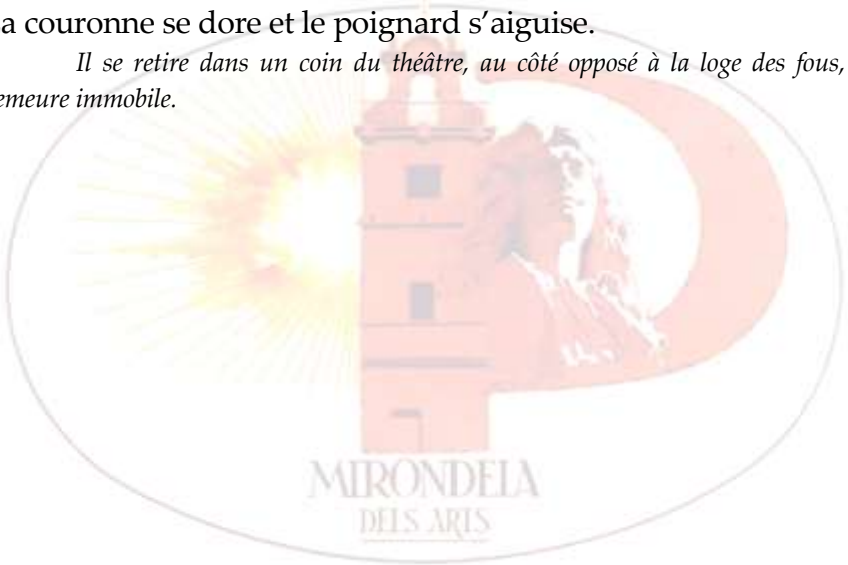 a couronne se dore et le poignard s’aiguise.
Il se retire dans un coin du théâtre, au côté opposé à la loge des fous,
emeure immobile.
MIRONDELA
DELS ARTS